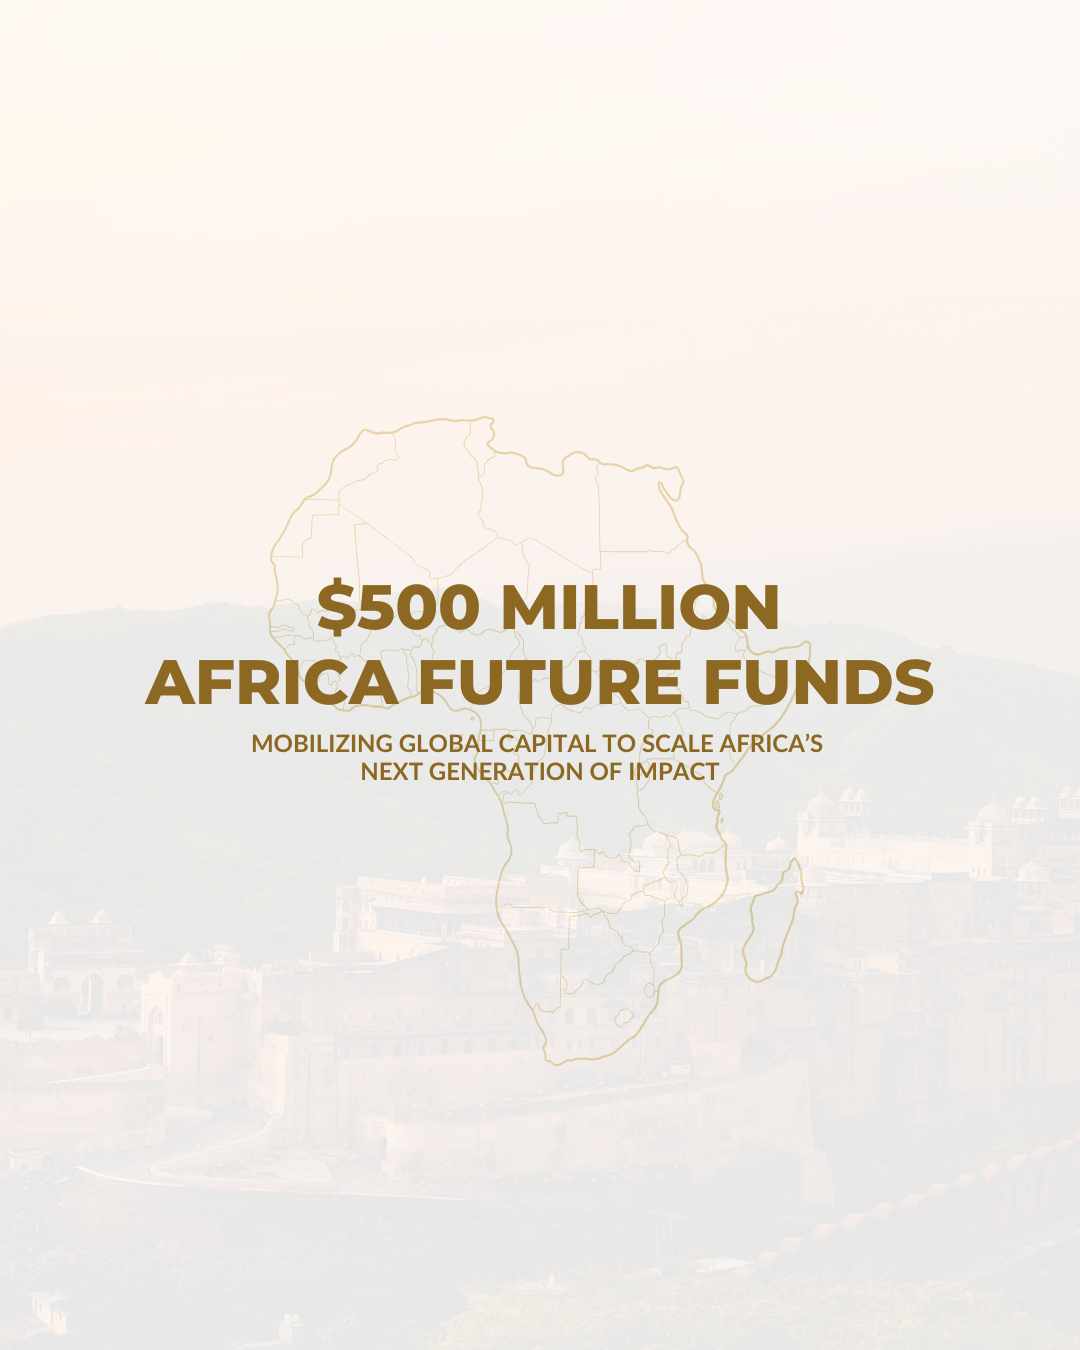 $500 MILLION
AFRICA FUTURE FUNDS
MOBILIZING GLOBAL CAPITAL TO SCALE AFRICA’S
NEXT GENERATION OF IMPACT